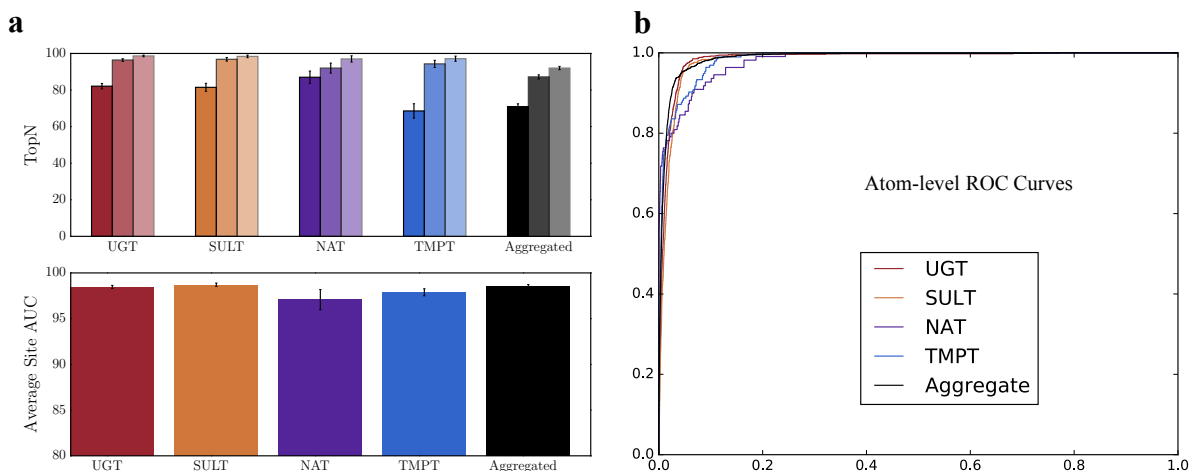 a
b
100
80
60
40
20
0
TopN
UGT SULT NAT TMPT Aggregated
100
95
90
85
80
Average Site AUC
UGT SULT NAT TMPT Aggregated
1.0
0.8
0.6
0.4
0.2
0.0
Atom-level ROC Curves
UGT
SULT
NAT
TMPT
Aggregate
0.0 0.2 0.4 0.6 0.8 1.0